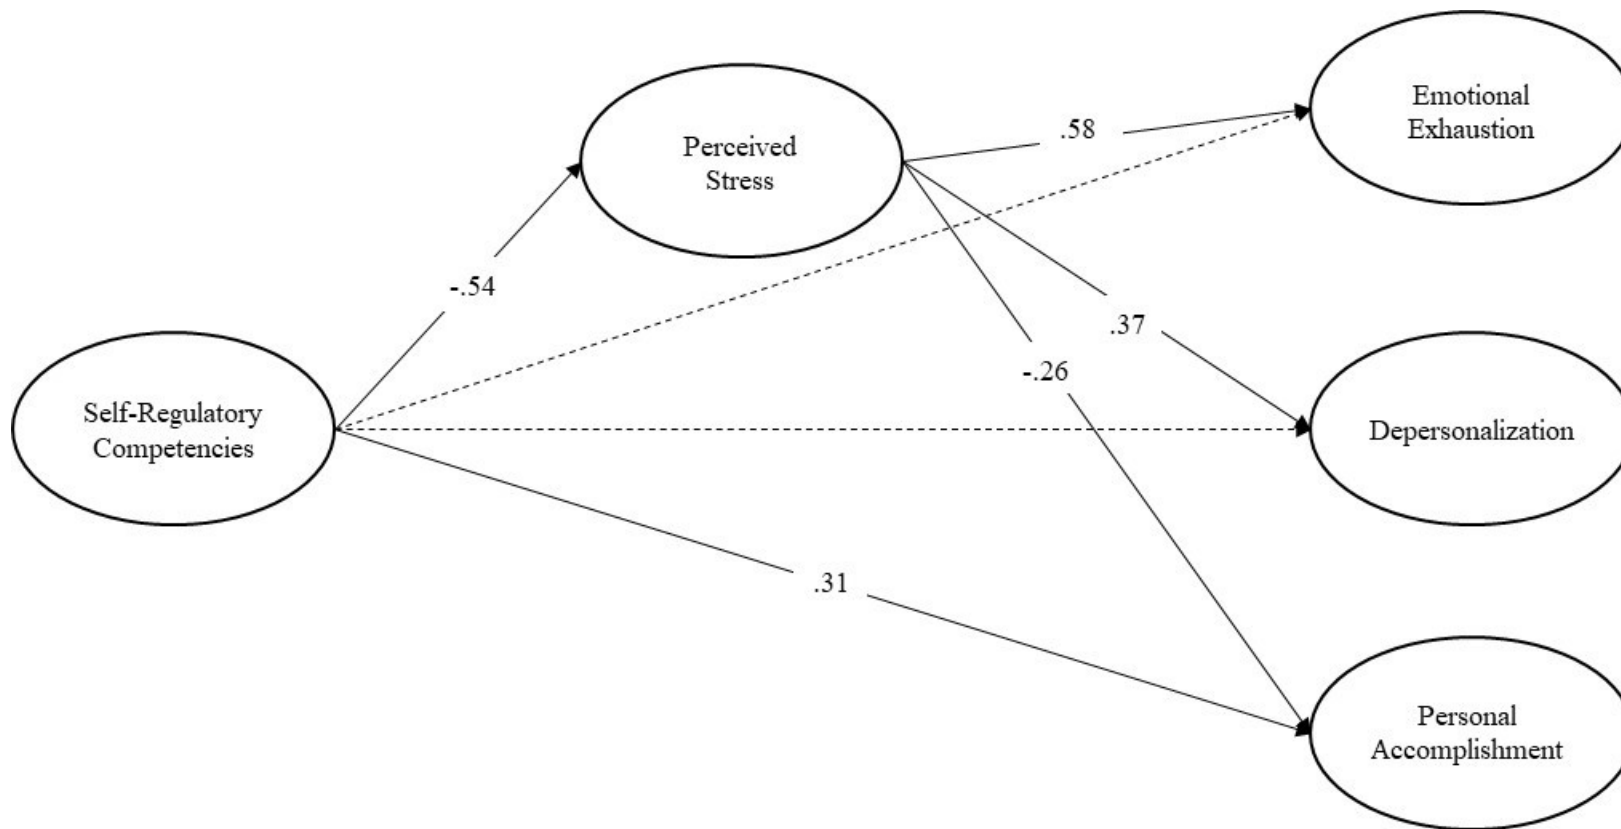 Emotional
Exhaustion
.58
Perceived
Stress
-.54
.37
-.26
Self-Regulatory
Competencies
Depersonalization
.31
Personal
Accomplishment